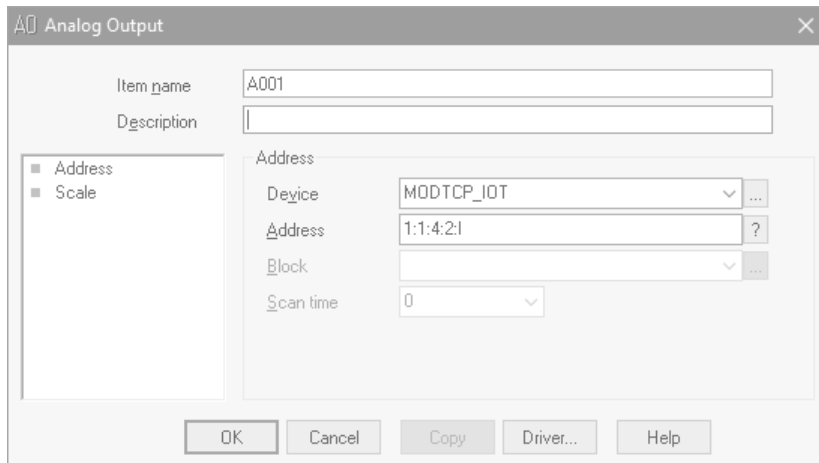 AO Analog Output
Item name A001
Description
Address
Scale
Address
Device MODTCP_IOT ...
Address 1:1:4:2:I ?
Block ...
Scan time 0
OK Cancel Copy Driver... Help